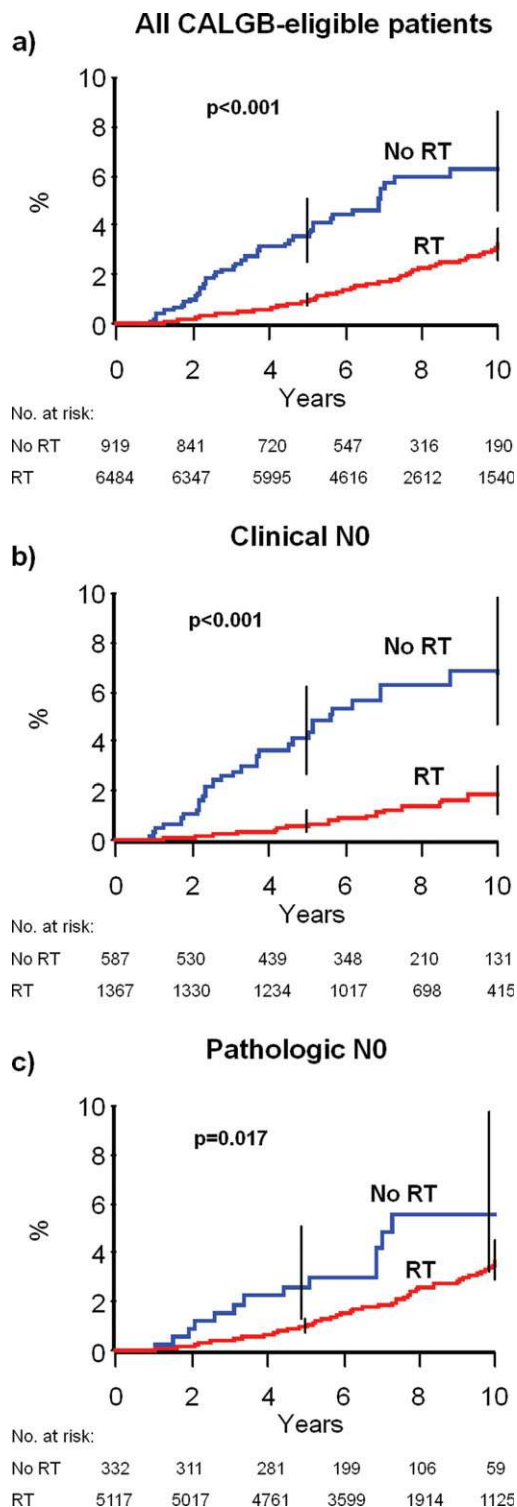 All CALGB-eligible patients
a)
10
p<0.001
8
No RT
6
%
4
RT
2
0
0 2 4 6 8 10
Years
No. at risk:
No RT 919 841 720 547 316 190
RT 6484 6347 5995 4616 2612 1540
Clinical N0
b)
10
p<0.001
8
No RT
6
%
4
RT
2
0
0 2 4 6 8 10
Years
No. at risk:
No RT 587 530 439 348 210 131
RT 1367 1330 1234 1017 698 415
Pathologic N0
c)
10
p=0.017
8
No RT
6
%
4
RT
2
0
0 2 4 6 8 10
Years
No. at risk:
No RT 332 311 281 199 106 59
RT 5117 5017 4761 3599 1914 1125